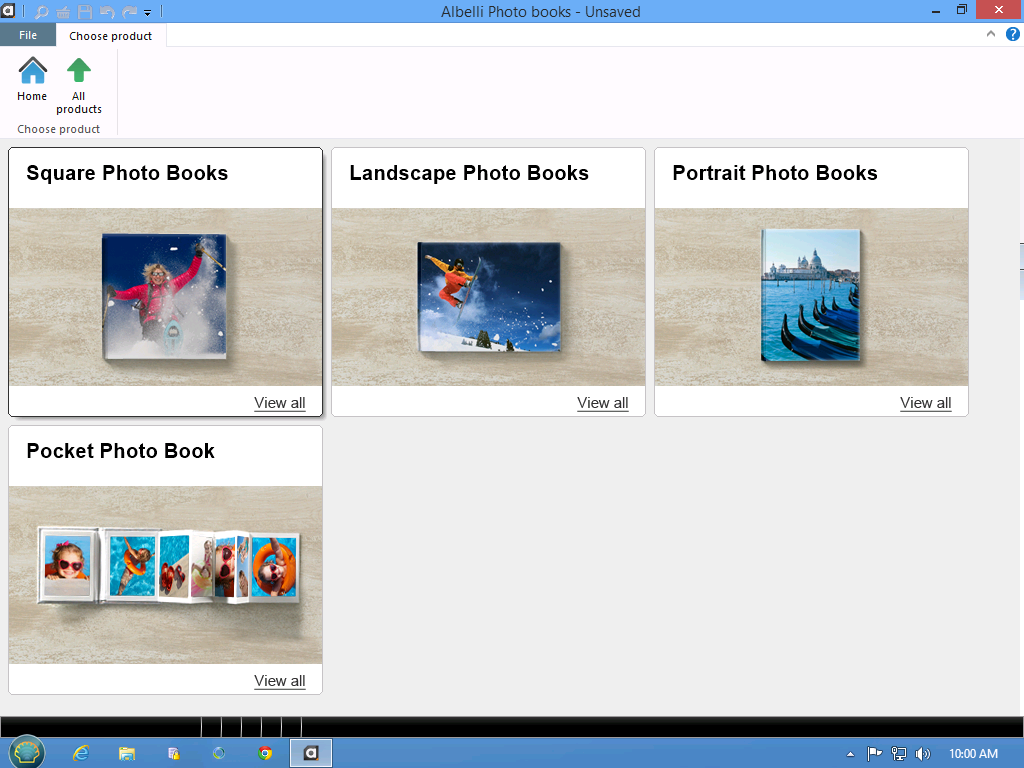 Albelli Photo books - Unsaved
File
Choose product
Home
All
products
Choose product
Square Photo Books
Landscape Photo Books
Portrait Photo Books
View all
View all
View all
Pocket Photo Book
View all
10:00 AM